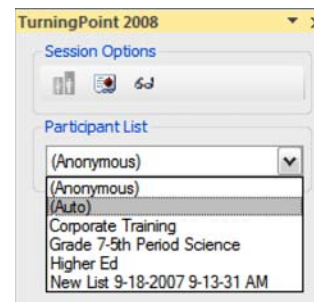 TurningPoint 2008
Session Options
Participant List
(Anonymous)
(Anonymous)
(Auto)
Corporate Training
Grade 7-5th Period Science
Higher Ed
New List 9-18-2007 9-13-31 AM